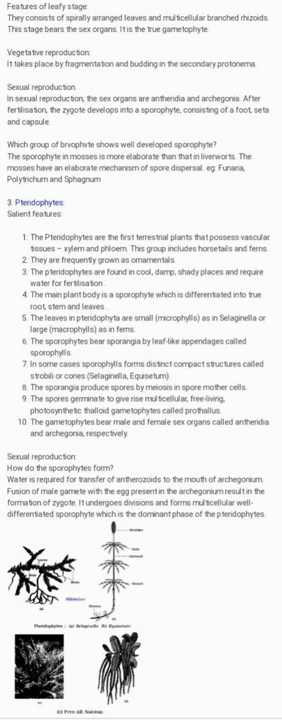 Features of leafy stage:
They consists of spirally arranged leaves and multicellular branched rhizoids.
This stage bears the sex organs. It is the true gametophyte.
Vegetative reproduction:
It takes place by fragmentation and budding in the secondary protonema.
Sexual reproduction
In sexual reproduction, the sex organs are antheridia and archegonia. After
fertilisation, the zygote develops into a sporophyte, consisting of a foot, seta
and capsule.
Which group of bryophyte shows well developed sporophyte?
The sporophyte in mosses is more elaborate than that in liverworts. The
mosses have an elaborate mechanism of spore dispersal. eg: Funaria,
Polytrichum and Sphagnum
3. Pteridophytes:
Salient features:
1. The Pteridophytes are the first terrestrial plants that possess vascular
tissues – xylem and phloem. This group includes horsetails and ferns.
2. They are frequently grown as ornamentals.
3. The pteridophytes are found in cool, damp, shady places and require
water for fertilisation.
4. The main plant body is a sporophyte which is differentiated into true
root, stem and leaves.
5. The leaves in pteridophyta are small (microphylls) as in Selaginella or
large (macrophylls) as in ferns.
6. The sporophytes bear sporangia by leaf-like appendages called
sporophylls.
7. In some cases sporophylls forms distinct compact structures called
strobili or cones (Selaginella, Equisetum).
8. The sporangia produce spores by meiosis in spore mother cells.
9. The spores germinate to give rise multicellular, free-living,
photosynthetic thalloid gametophytes called prothallus.
10. The gametophytes bear male and female sex organs called antheridia
and archegonia, respectively.
Sexual reproduction:
How do the sporophytes form?
Water is required for transfer of antherozoids to the mouth of archegonium.
Fusion of male gamete with the egg present in the archegonium result in the
formation of zygote. It undergoes divisions and forms multicellular well-
differentiated sporophyte which is the dominant phase of the pteridophytes.
Pteridophytes : (a) Selaginella (b) Equisetum
(c) Fern (d) Salvinia